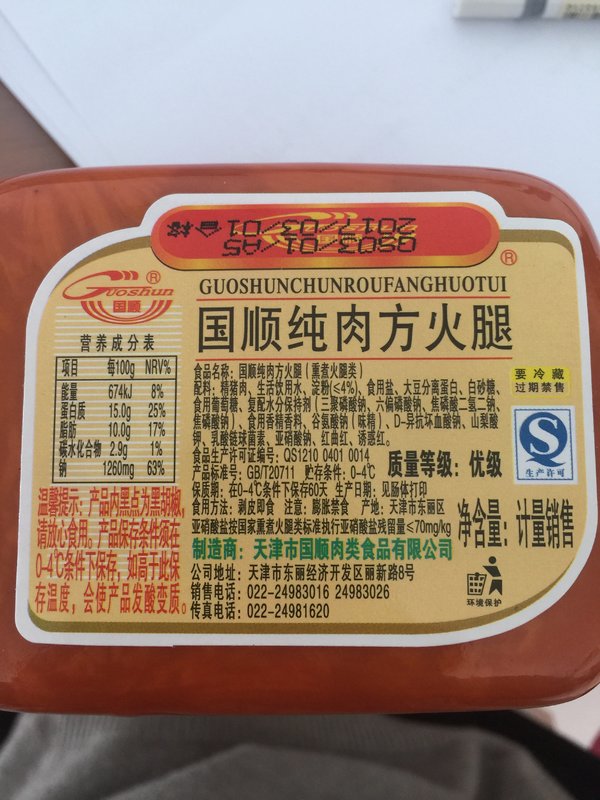 合格
0803/01/A5
2017/03/01
®
Guoshun ®
国顺
GUOSHUNCHUNROUFANGHUOTUI
国顺纯肉方火腿
营养成分表
项目 每100g NRV%
能量 674kJ 8%
蛋白质 15.0g 25%
脂肪 10.0g 17%
碳水化合物 2.9g 1%
钠 1260mg 63%
温馨提示：产品内黑点为黑胡椒，
请放心食用。产品保存条件须在
0-4℃条件下保存，如高于此保
存温度，会使产品发酸变质。
食品名称：国顺纯肉方火腿（熏煮火腿类）
配料：精猪肉、生活饮用水、淀粉(≤4%)、食用盐、大豆分离蛋白、白砂糖、
食用葡萄糖、复配水分保持剂（三聚磷酸钠、六偏磷酸钠、焦磷酸二氢二钠、
焦磷酸钠）、食用香精香料、谷氨酸钠（味精）、D-异抗坏血酸钠、山梨酸
钾、乳酸链球菌素、亚硝酸钠、红曲红、诱惑红。
食品生产许可证编号：QS1210 0401 0014
产品标准号：GB/T20711 贮存条件：0-4℃
质量等级：优级
保质期：在0-4℃条件下保存60天 生产日期：见肠体打印
食用方法：剥皮即食 注意：膨胀禁食 产地：天津市东丽区
亚硝酸盐按国家熏煮火腿类标准执行亚硝酸盐残留量≤70mg/kg
净含量：计量销售
制造商：天津市国顺肉类食品有限公司
公司地址：天津市东丽经济开发区丽新路8号
销售电话：022-24983016 24983026
传真电话：022-24981620
要冷藏
过期禁售
生产许可
环境保护